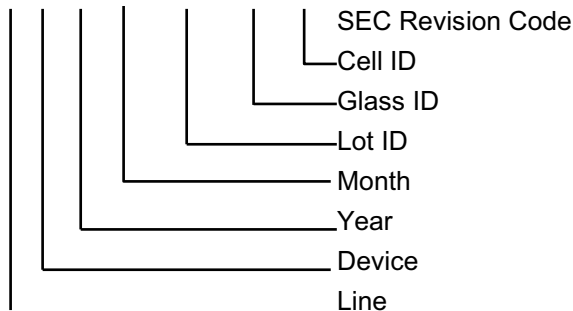 SEC Revision Code
Cell ID
Glass ID
Lot ID
Month
Year
Device
Line